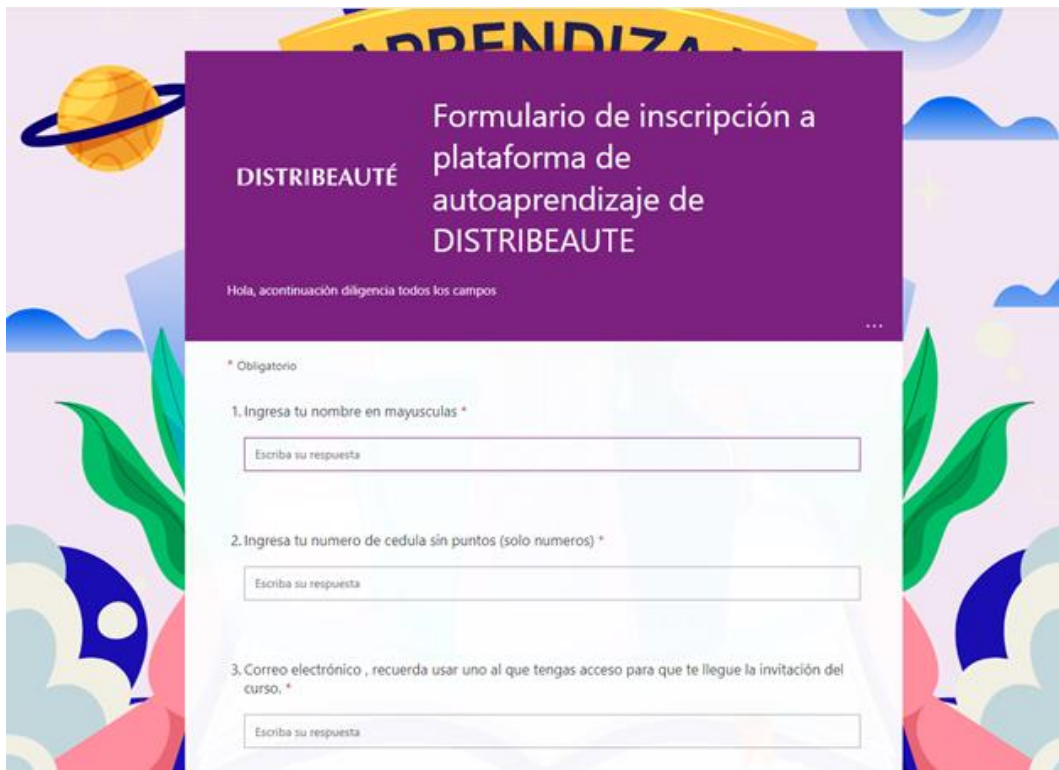 DISTRIBEAUTÉ
Formulario de inscripción a
plataforma de
autoaprendizaje de
DISTRIBEAUTE
Hola, acontinuación diligencia todos los campos
...
* Obligatorio
1. Ingresa tu nombre en mayusculas *
Escriba su respuesta
2. Ingresa tu numero de cedula sin puntos (solo numeros) *
Escriba su respuesta
3. Correo electrónico , recuerda usar uno al que tengas acceso para que te llegue la invitación del
curso. *
Escriba su respuesta